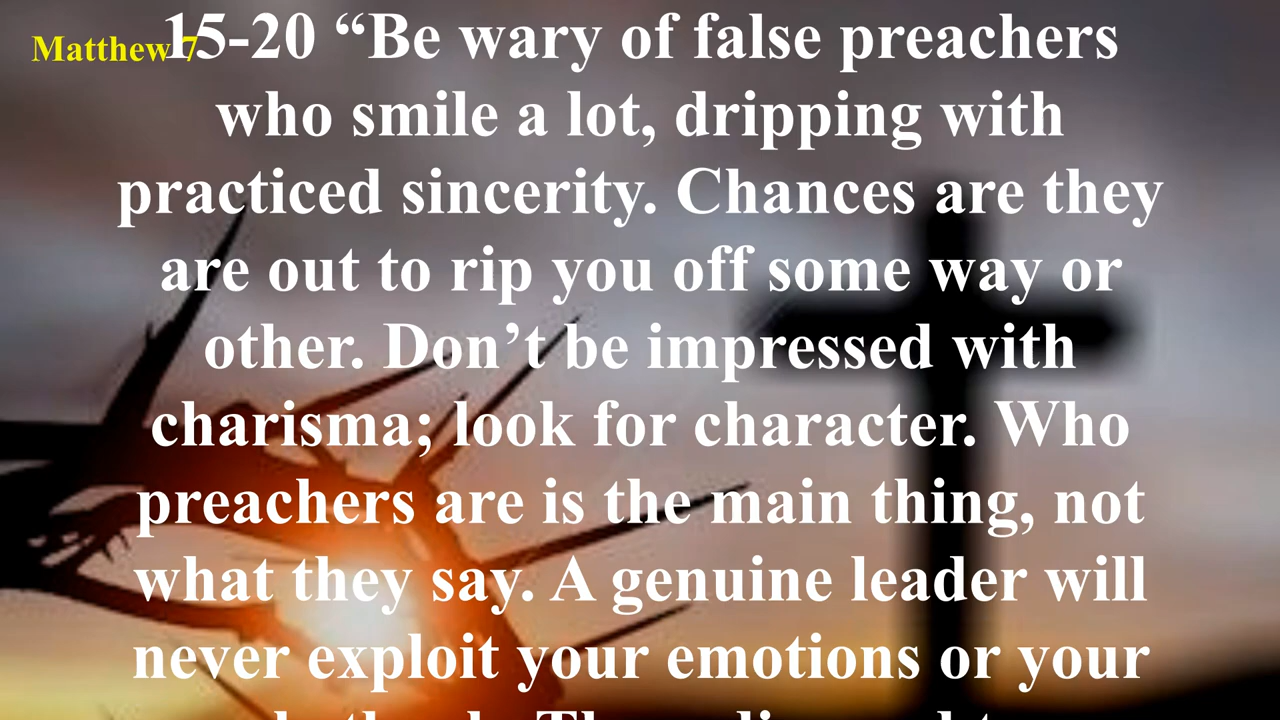 Matthew 7
15-20 “Be wary of false preachers
who smile a lot, dripping with
practiced sincerity. Chances are they
are out to rip you off some way or
other. Don’t be impressed with
charisma; look for character. Who
preachers are is the main thing, not
what they say. A genuine leader will
never exploit your emotions or your